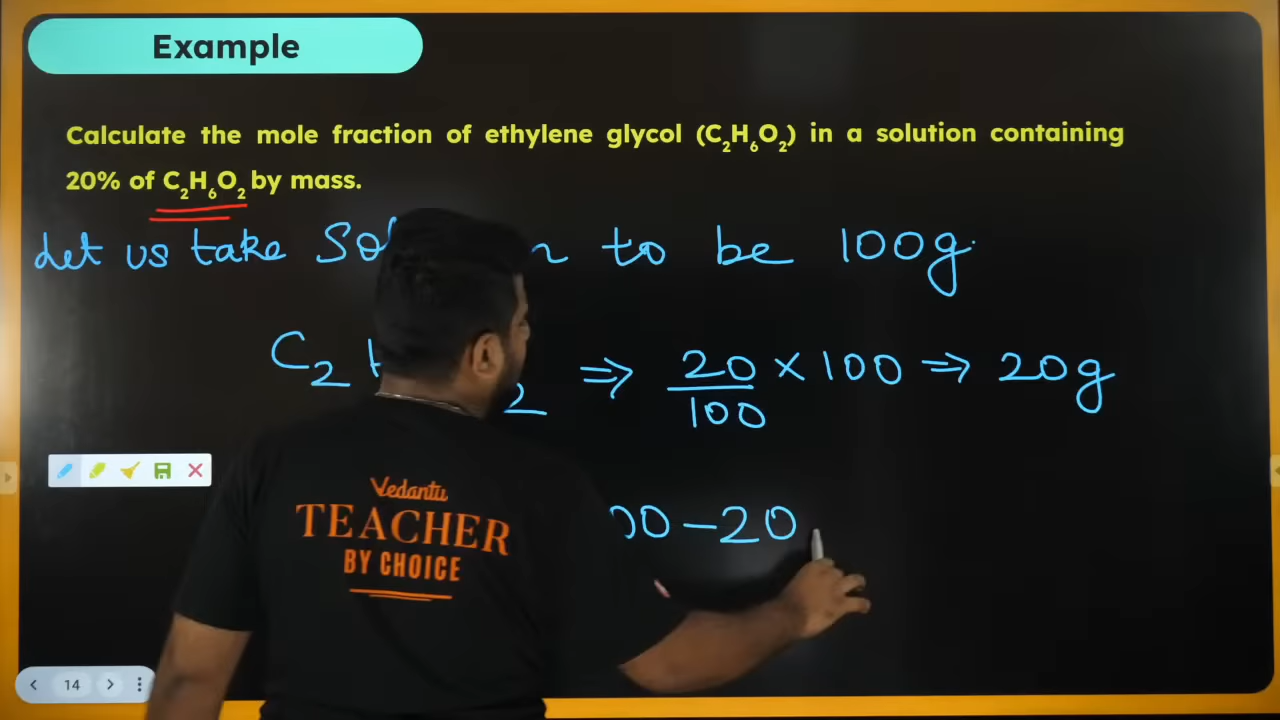 Example
Calculate the mole fraction of ethylene glycol (C₂H₆O₂) in a solution containing
20% of C₂H₆O₂ by mass.
Let us take to be 100g.
C₂ 2 ⇒ 20/100 × 100 ⇒ 20g
00 - 20
Vedantu
TEACHER
BY CHOICE
14